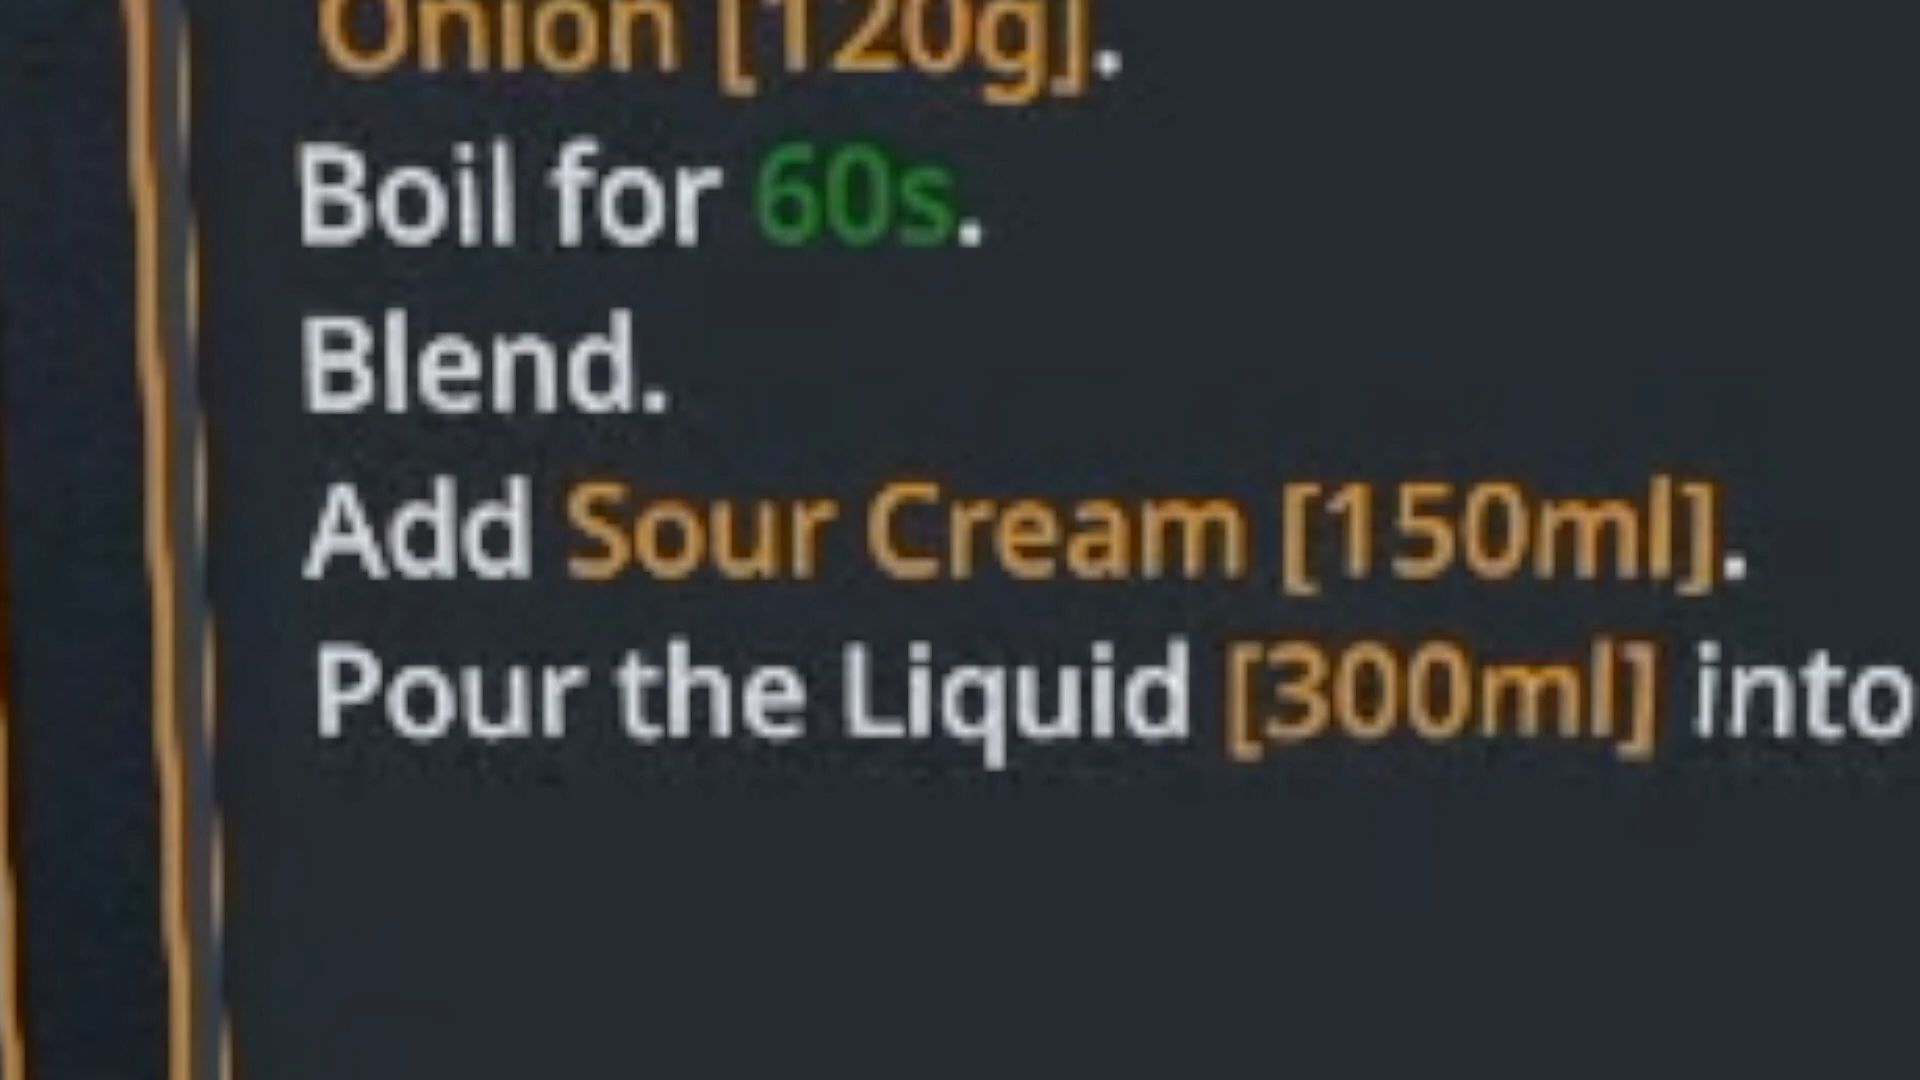 Onion [120g].
Boil for 60s.
Blend.
Add Sour Cream [150ml].
Pour the Liquid [300ml] into